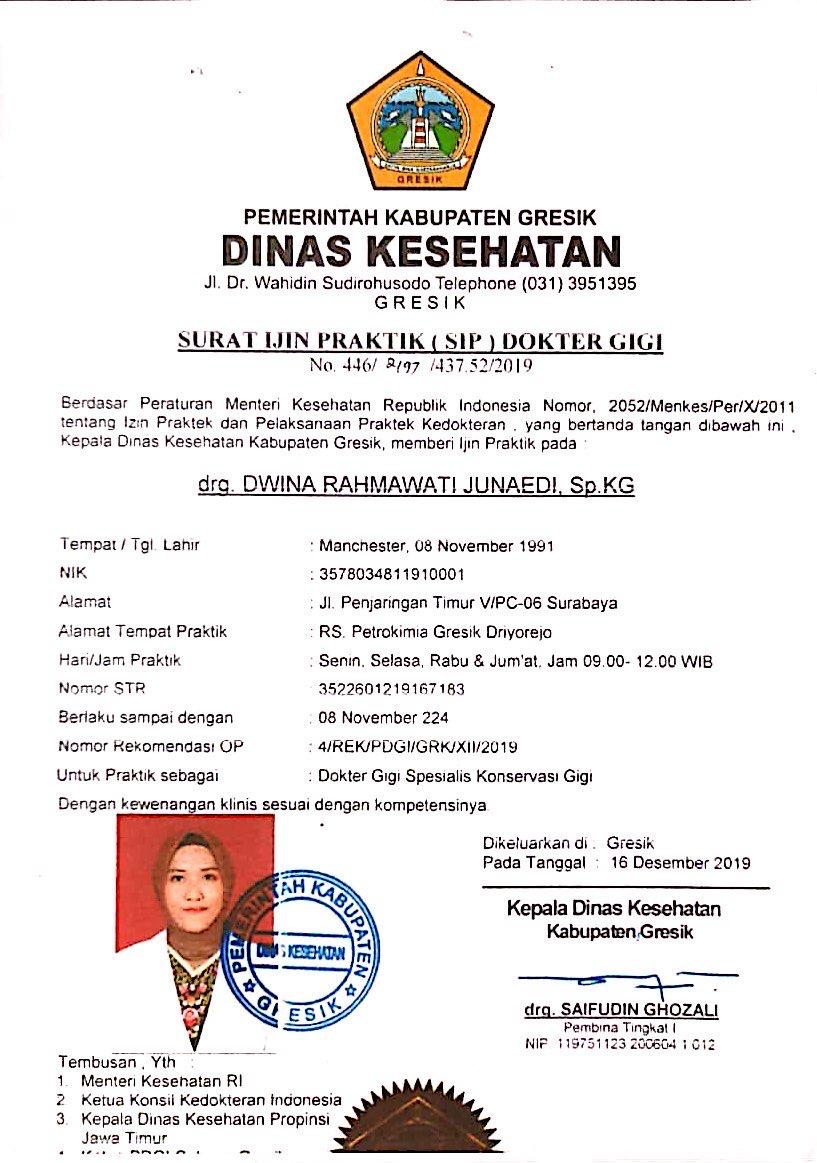 GRESIK
PEMERINTAH KABUPATEN GRESIK
DINAS KESEHATAN
Jl. Dr. Wahidin Sudirohusodo Telephone (031) 3951395
G R E S I K
SURAT IJIN PRAKTIK ( SIP ) DOKTER GIGI
No. 446/ /437.52/2019
Berdasar Peraturan Menteri Kesehatan Republik Indonesia Nomor, 2052/Menkes/Per/X/2011
tentang Izin Praktek dan Pelaksanaan Praktek Kedokteran , yang bertanda tangan dibawah ini ,
Kepala Dinas Kesehatan Kabupaten Gresik, memberi Ijin Praktik pada :
drg. DWINA RAHMAWATI JUNAEDI, Sp.KG
Tempat / Tgl. Lahir : Manchester, 08 November 1991
NIK : 3578034811910001
Alamat : Jl. Penjaringan Timur V/PC-06 Surabaya
Alamat Tempat Praktik : RS. Petrokimia Gresik Driyorejo
Hari/Jam Praktik : Senin, Selasa, Rabu & Jum'at, Jam 09.00- 12.00 WIB
Nomor STR : 3522601219167183
Berlaku sampai dengan : 08 November 224
Nomor Rekomendasi OP : 4/REK/PDGI/GRK/XII/2019
Untuk Praktik sebagai : Dokter Gigi Spesialis Konservasi Gigi
Dengan kewenangan klinis sesuai dengan kompetensinya.
Dikeluarkan di : Gresik
Pada Tanggal : 16 Desember 2019
Kepala Dinas Kesehatan
Kabupaten Gresik
PEMERINTAH KABUPATEN
DINAS KESEHATAN
GRESIK
drg. SAIFUDIN GHOZALI
Pembina Tingkat I
NIP 119751123 200604 1 012
Tembusan , Yth :
1. Menteri Kesehatan RI
2. Ketua Konsil Kedokteran Indonesia
3. Kepala Dinas Kesehatan Propinsi
Jawa Timur